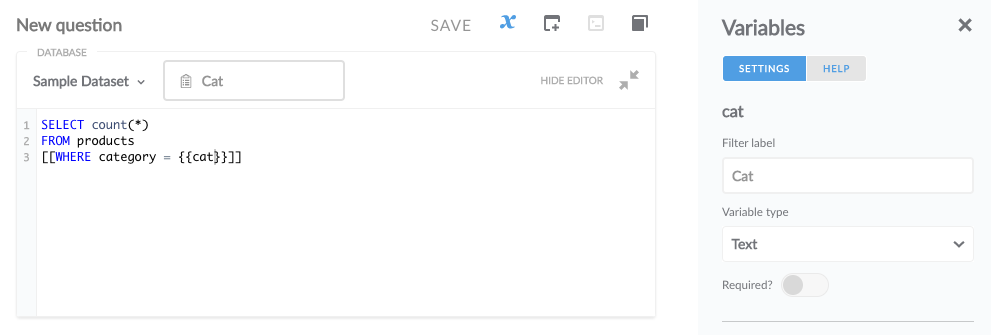 New question
SAVE
DATABASE
Sample Dataset
Cat
HIDE EDITOR
1 SELECT count(*)
2 FROM products
3 [[WHERE category = {{cat}}]]
Variables
SETTINGS
HELP
cat
Filter label
Cat
Variable type
Text
Required?